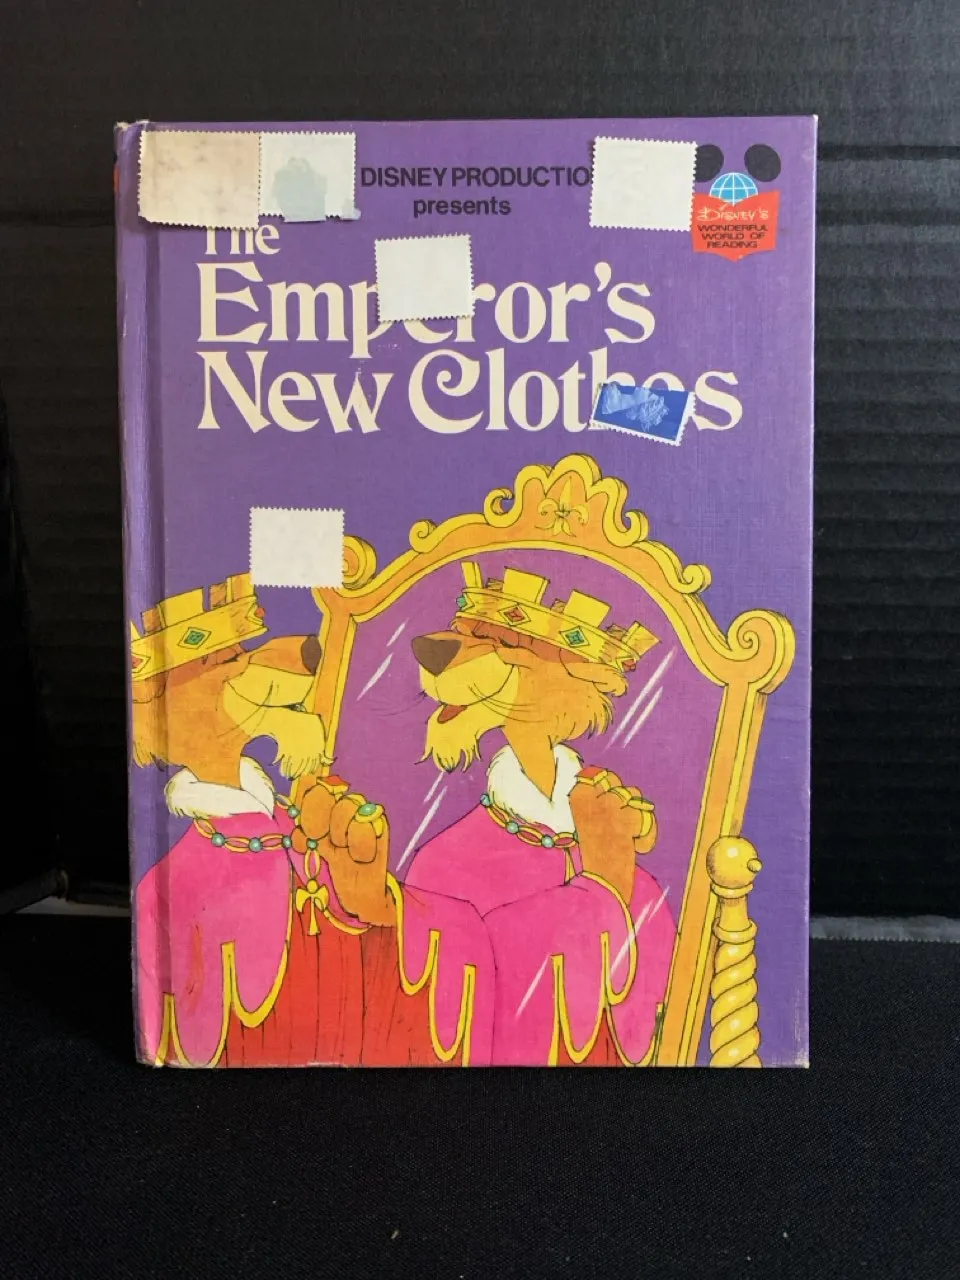 DISNEY PRODUCTIO
presents
The
Emperor's
New Clothes
Disney's
WONDERFUL
WORLD OF
READING